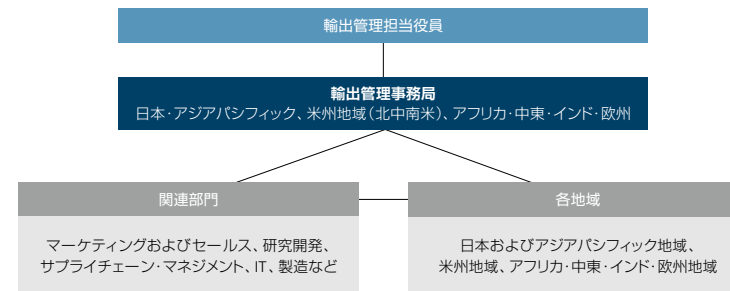 輸出管理担当役員
輸出管理事務局
日本・アジアパシフィック、米州地域（北中南米）、アフリカ・中東・インド・欧州
関連部門
マーケティングおよびセールス、研究開発、
サプライチェーン・マネジメント、IT、製造など
各地域
日本およびアジアパシフィック地域、
米州地域、アフリカ・中東・インド・欧州地域